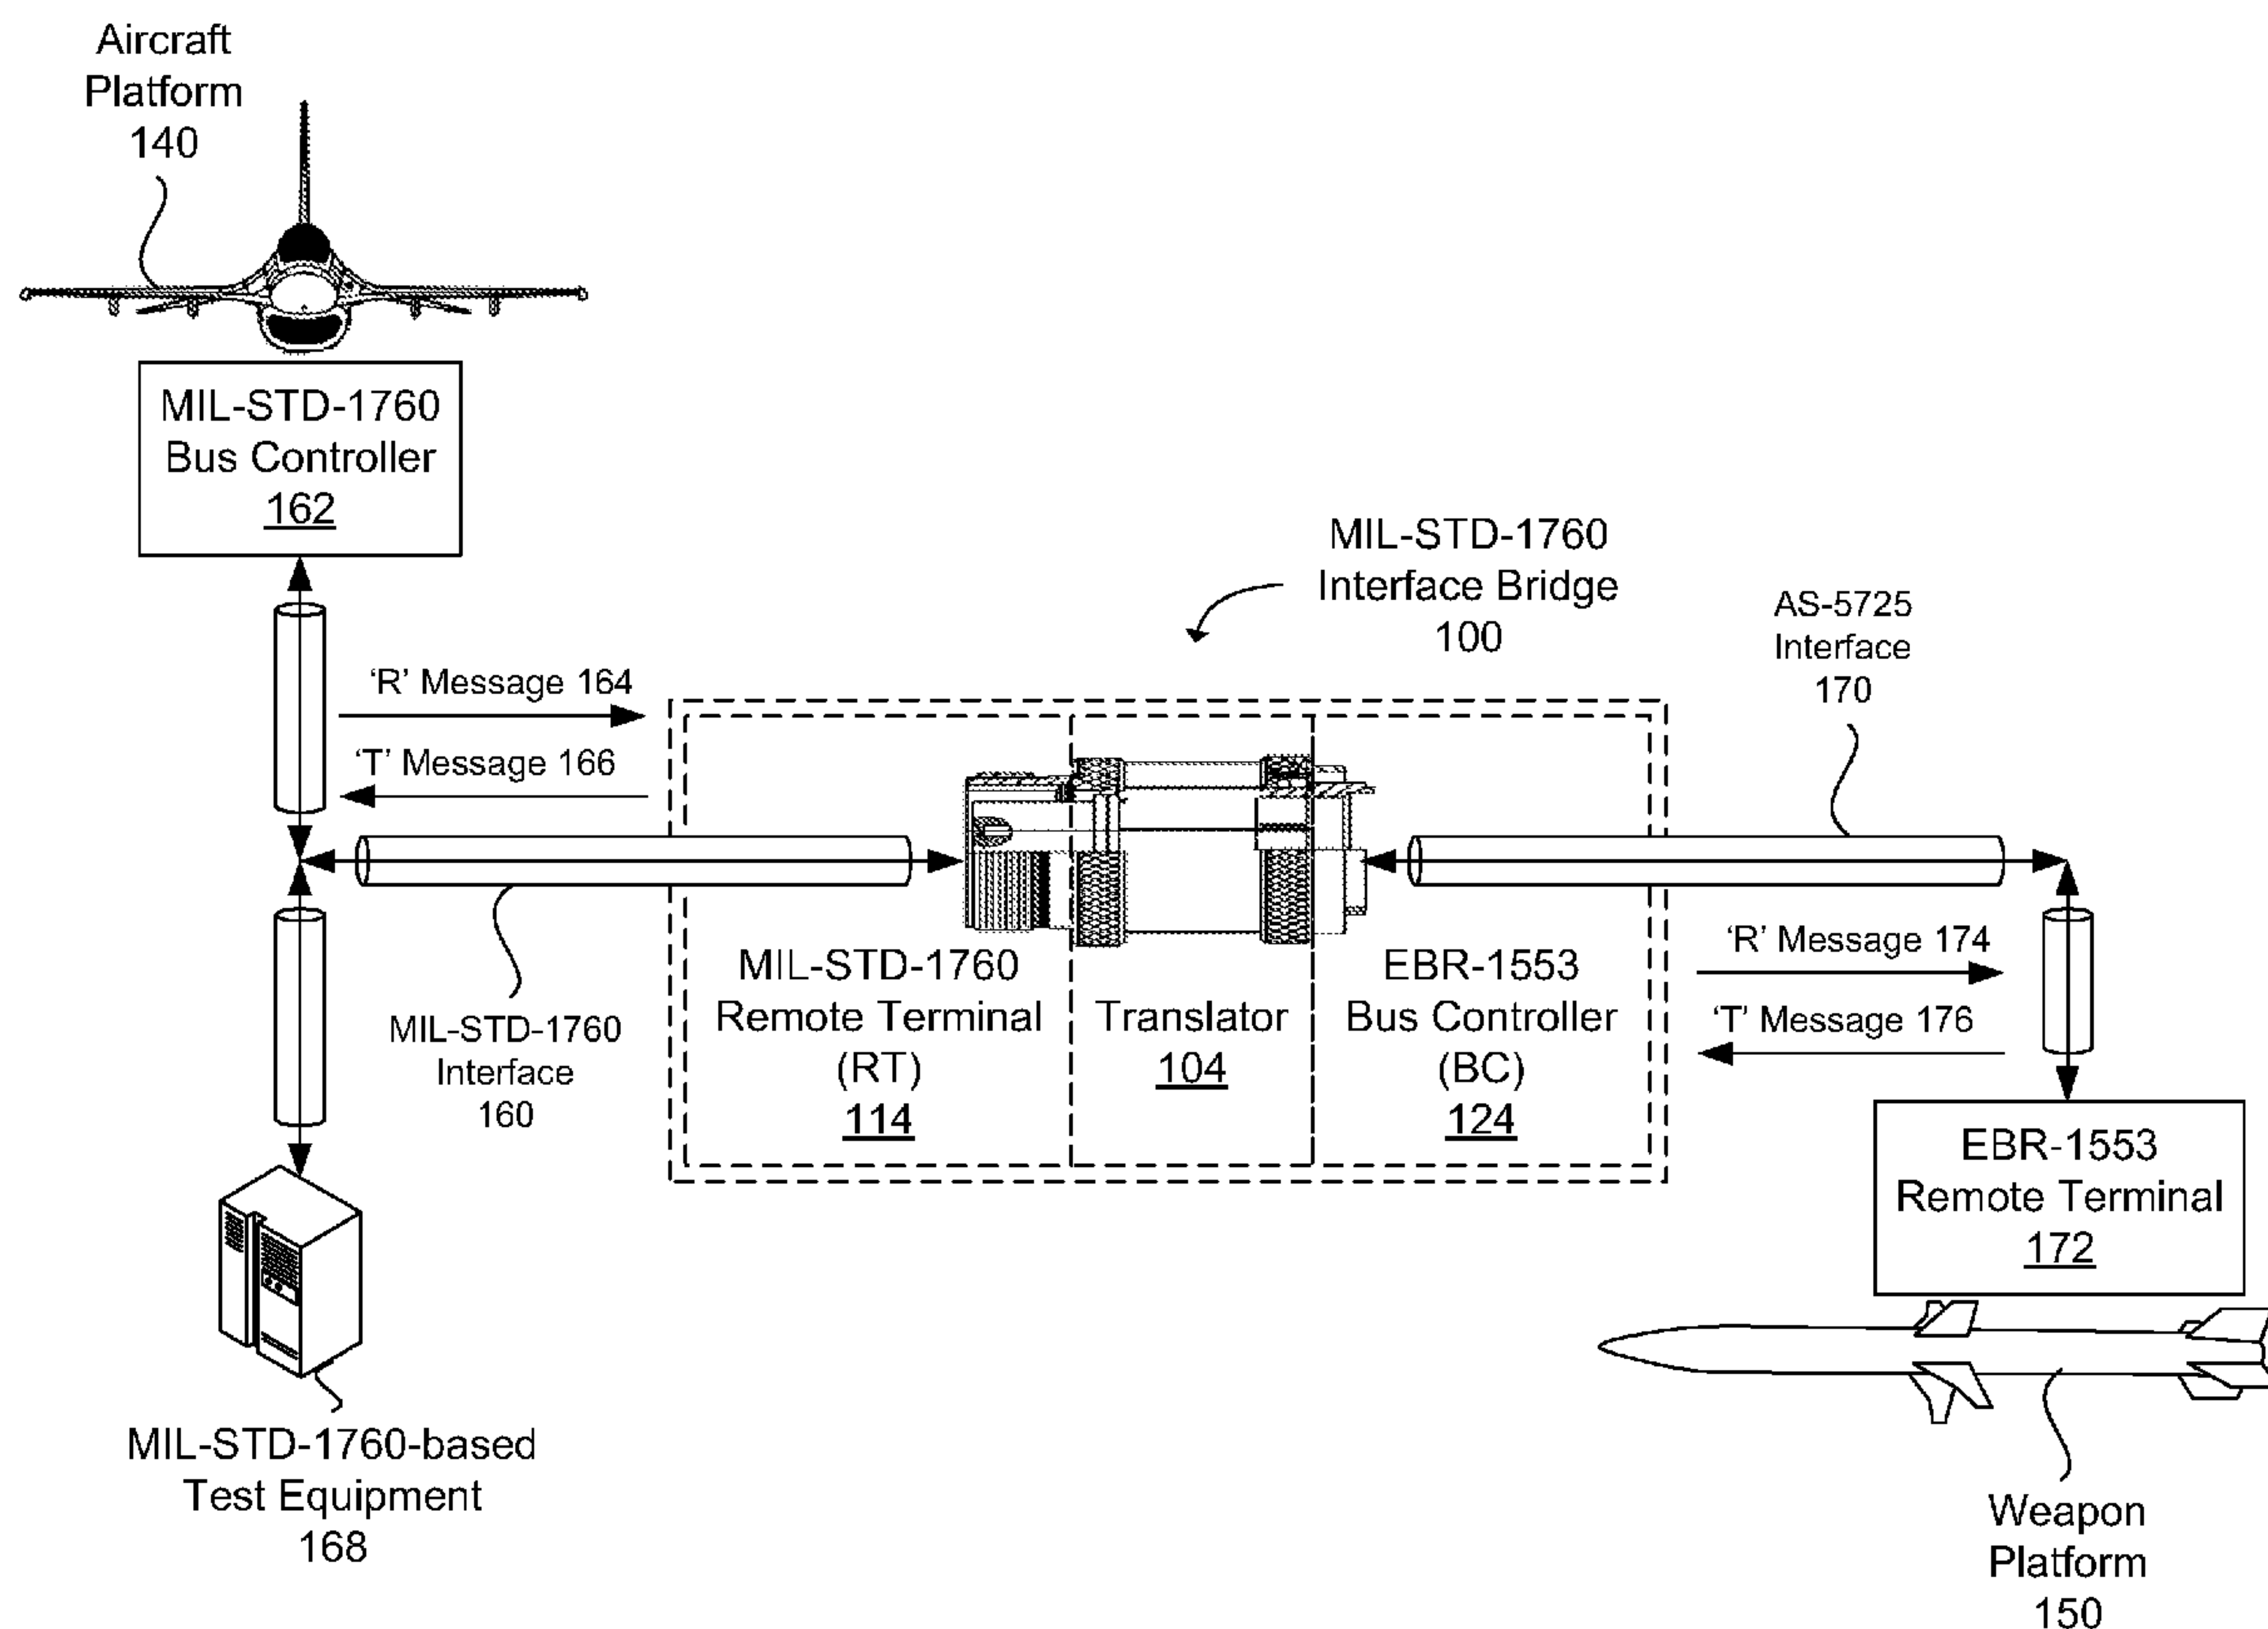 Aircraft
Platform
140
MIL-STD-1760
Bus Controller
162
'R' Message 164
'T' Message 166
MIL-STD-1760
Interface Bridge
100
AS-5725
Interface
170
MIL-STD-1760
Interface
160
MIL-STD-1760
Remote Terminal
(RT)
114
Translator
104
EBR-1553
Bus Controller
(BC)
124
'R' Message 174
'T' Message 176
EBR-1553
Remote Terminal
172
MIL-STD-1760-based
Test Equipment
168
Weapon
Platform
150